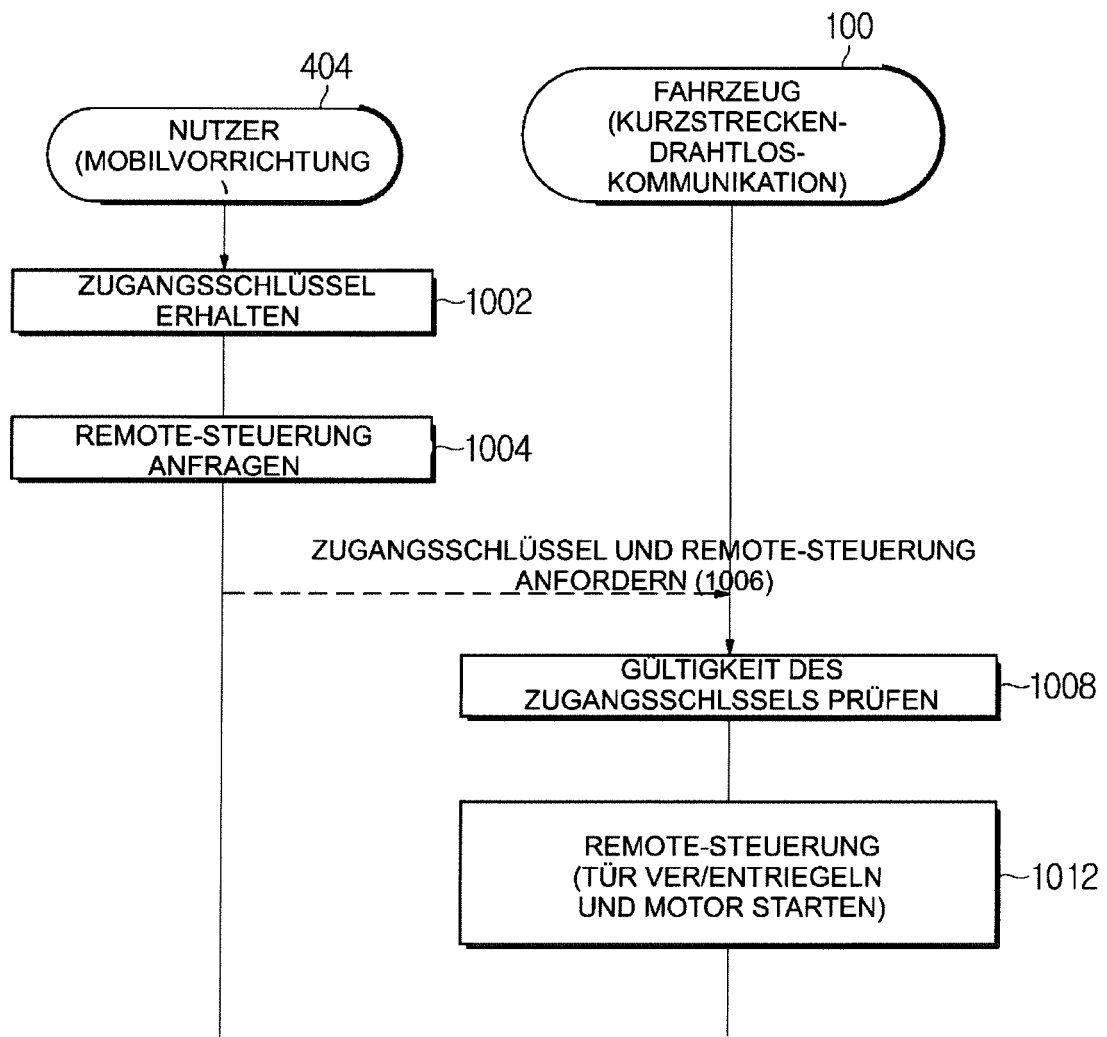 100
404
FAHRZEUG
(KURZSTRECKEN-
DRAHTLOS-
KOMMUNIKATION)
NUTZER
(MOBILVORRICHTUNG
)
ZUGANGSSCHLÜSSEL
ERHALTEN
1002
REMOTE-STEUERUNG
ANFRAGEN
1004
ZUGANGSSCHLÜSSEL UND REMOTE-STEUERUNG
ANFORDERN (1006)
GÜLTIGKEIT DES
ZUGANGSSCHLSSELS PRÜFEN
1008
REMOTE-STEUERUNG
(TÜR VER/ENTRIEGELN
UND MOTOR STARTEN)
1012